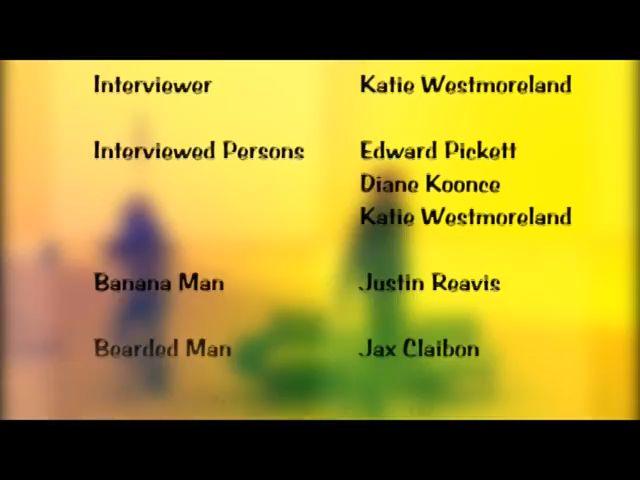 Interviewer Katie Westmoreland
Interviewed Persons Edward Pickett
Diane Koonce
Katie Westmoreland
Banana Man Justin Reavis
Bearded Man Jax Claibon